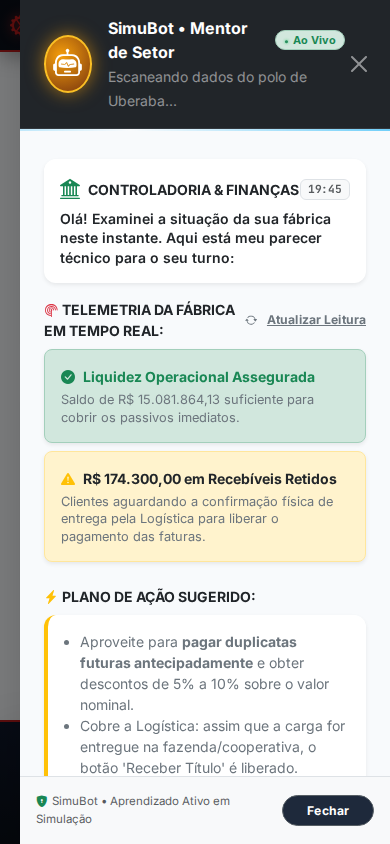 SimuBot • Mentor
de Setor
• Ao Vivo
Escaneando dados do polo de
Uberaba...
CONTROLADORIA & FINANÇAS
19:45
Olá! Examinei a situação da sua fábrica
neste instante. Aqui está meu parecer
técnico para o seu turno:
TELEMETRIA DA FÁBRICA
EM TEMPO REAL:
Atualizar Leitura
Liquidez Operacional Assegurada
Saldo de R$ 15.081.864,13 suficiente para
cobrir os passivos imediatos.
R$ 174.300,00 em Recebíveis Retidos
Clientes aguardando a confirmação física de
entrega pela Logística para liberar o
pagamento das faturas.
PLANO DE AÇÃO SUGERIDO:
• Aproveite para pagar duplicatas
futuras antecipadamente e obter
descontos de 5% a 10% sobre o valor
nominal.
• Cobre a Logística: assim que a carga for
entregue na fazenda/cooperativa, o
botão 'Receber Título' é liberado.
SimuBot • Aprendizado Ativo em
Simulação
Fechar